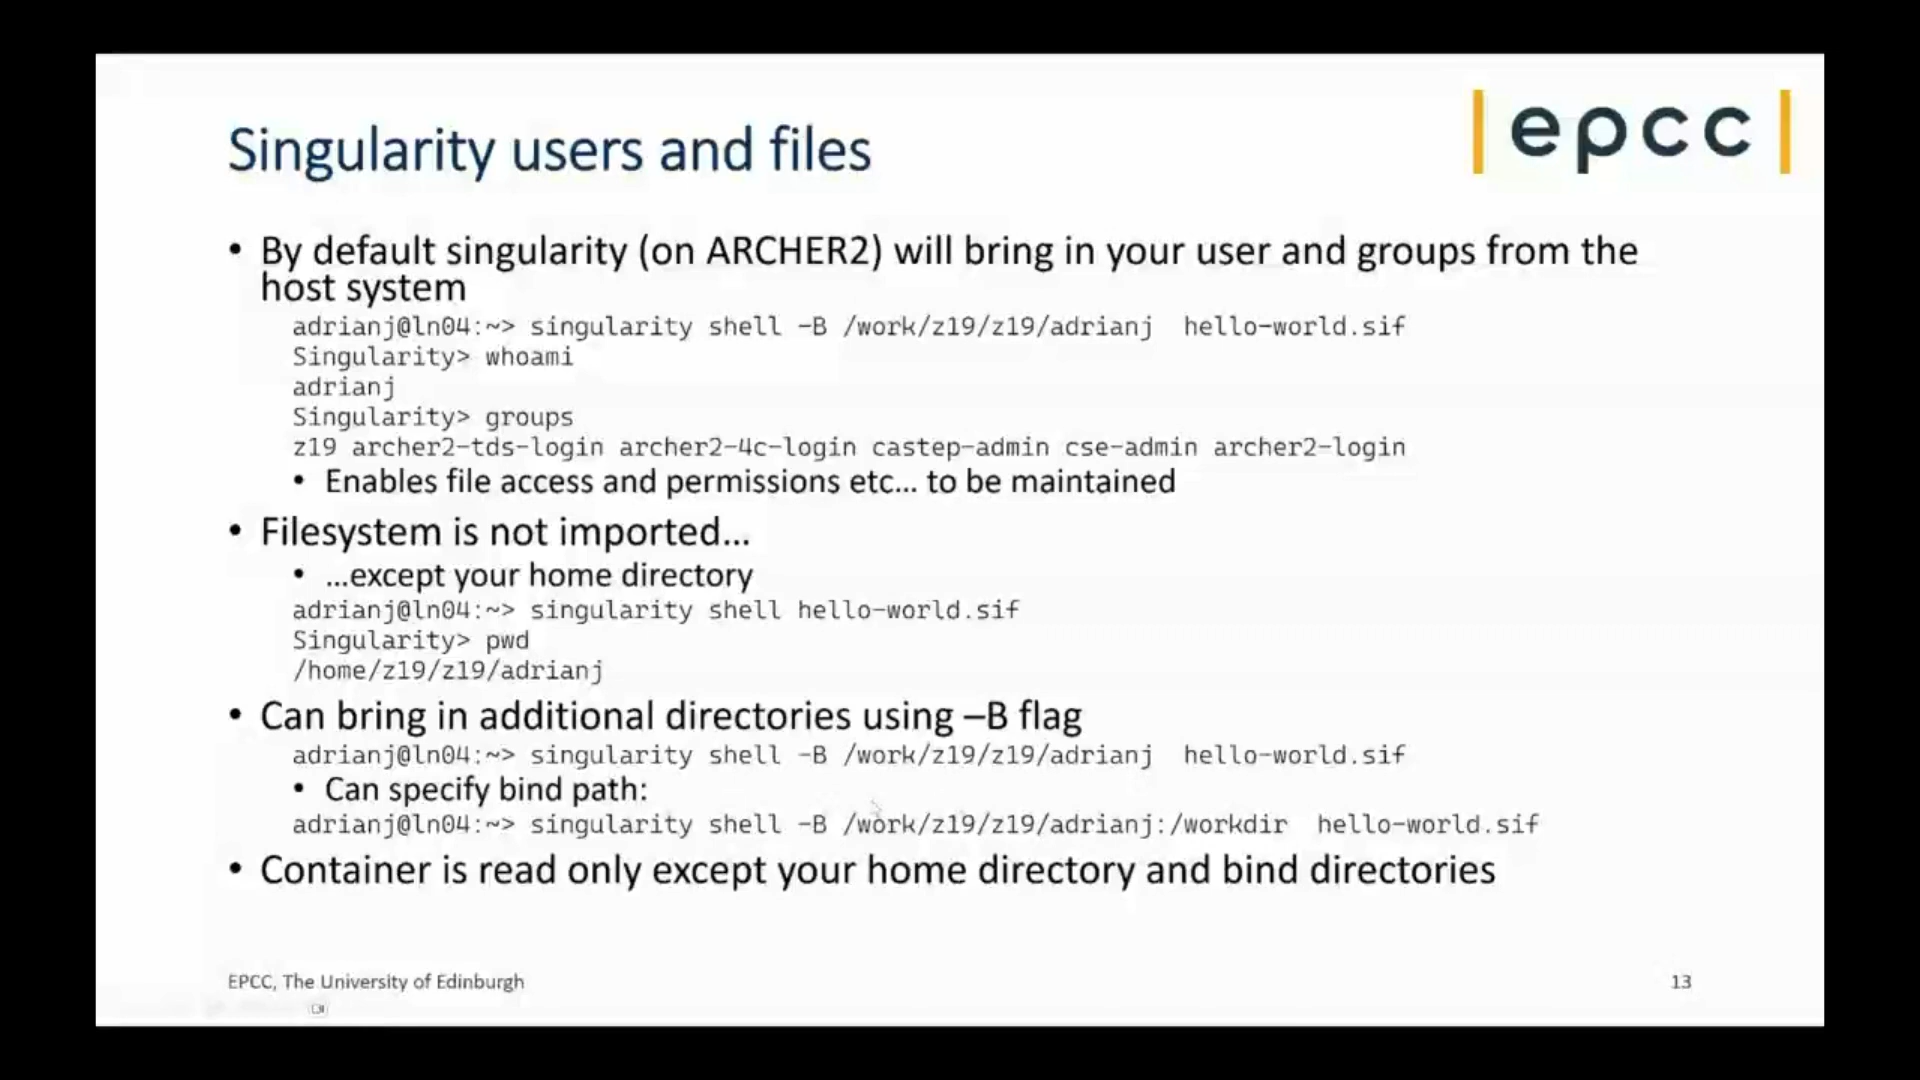 Singularity users and files
|epcc|
• By default singularity (on ARCHER2) will bring in your user and groups from the
host system
adrianj@ln04:~> singularity shell -B /work/z19/z19/adrianj  hello-world.sif
Singularity> whoami
adrianj
Singularity> groups
z19 archer2-tds-login archer2-4c-login castep-admin cse-admin archer2-login
• Enables file access and permissions etc... to be maintained
• Filesystem is not imported...
• ...except your home directory
adrianj@ln04:~> singularity shell hello-world.sif
Singularity> pwd
/home/z19/z19/adrianj
• Can bring in additional directories using –B flag
adrianj@ln04:~> singularity shell -B /work/z19/z19/adrianj  hello-world.sif
• Can specify bind path:
adrianj@ln04:~> singularity shell -B /work/z19/z19/adrianj:/workdir  hello-world.sif
• Container is read only except your home directory and bind directories
EPCC, The University of Edinburgh
13